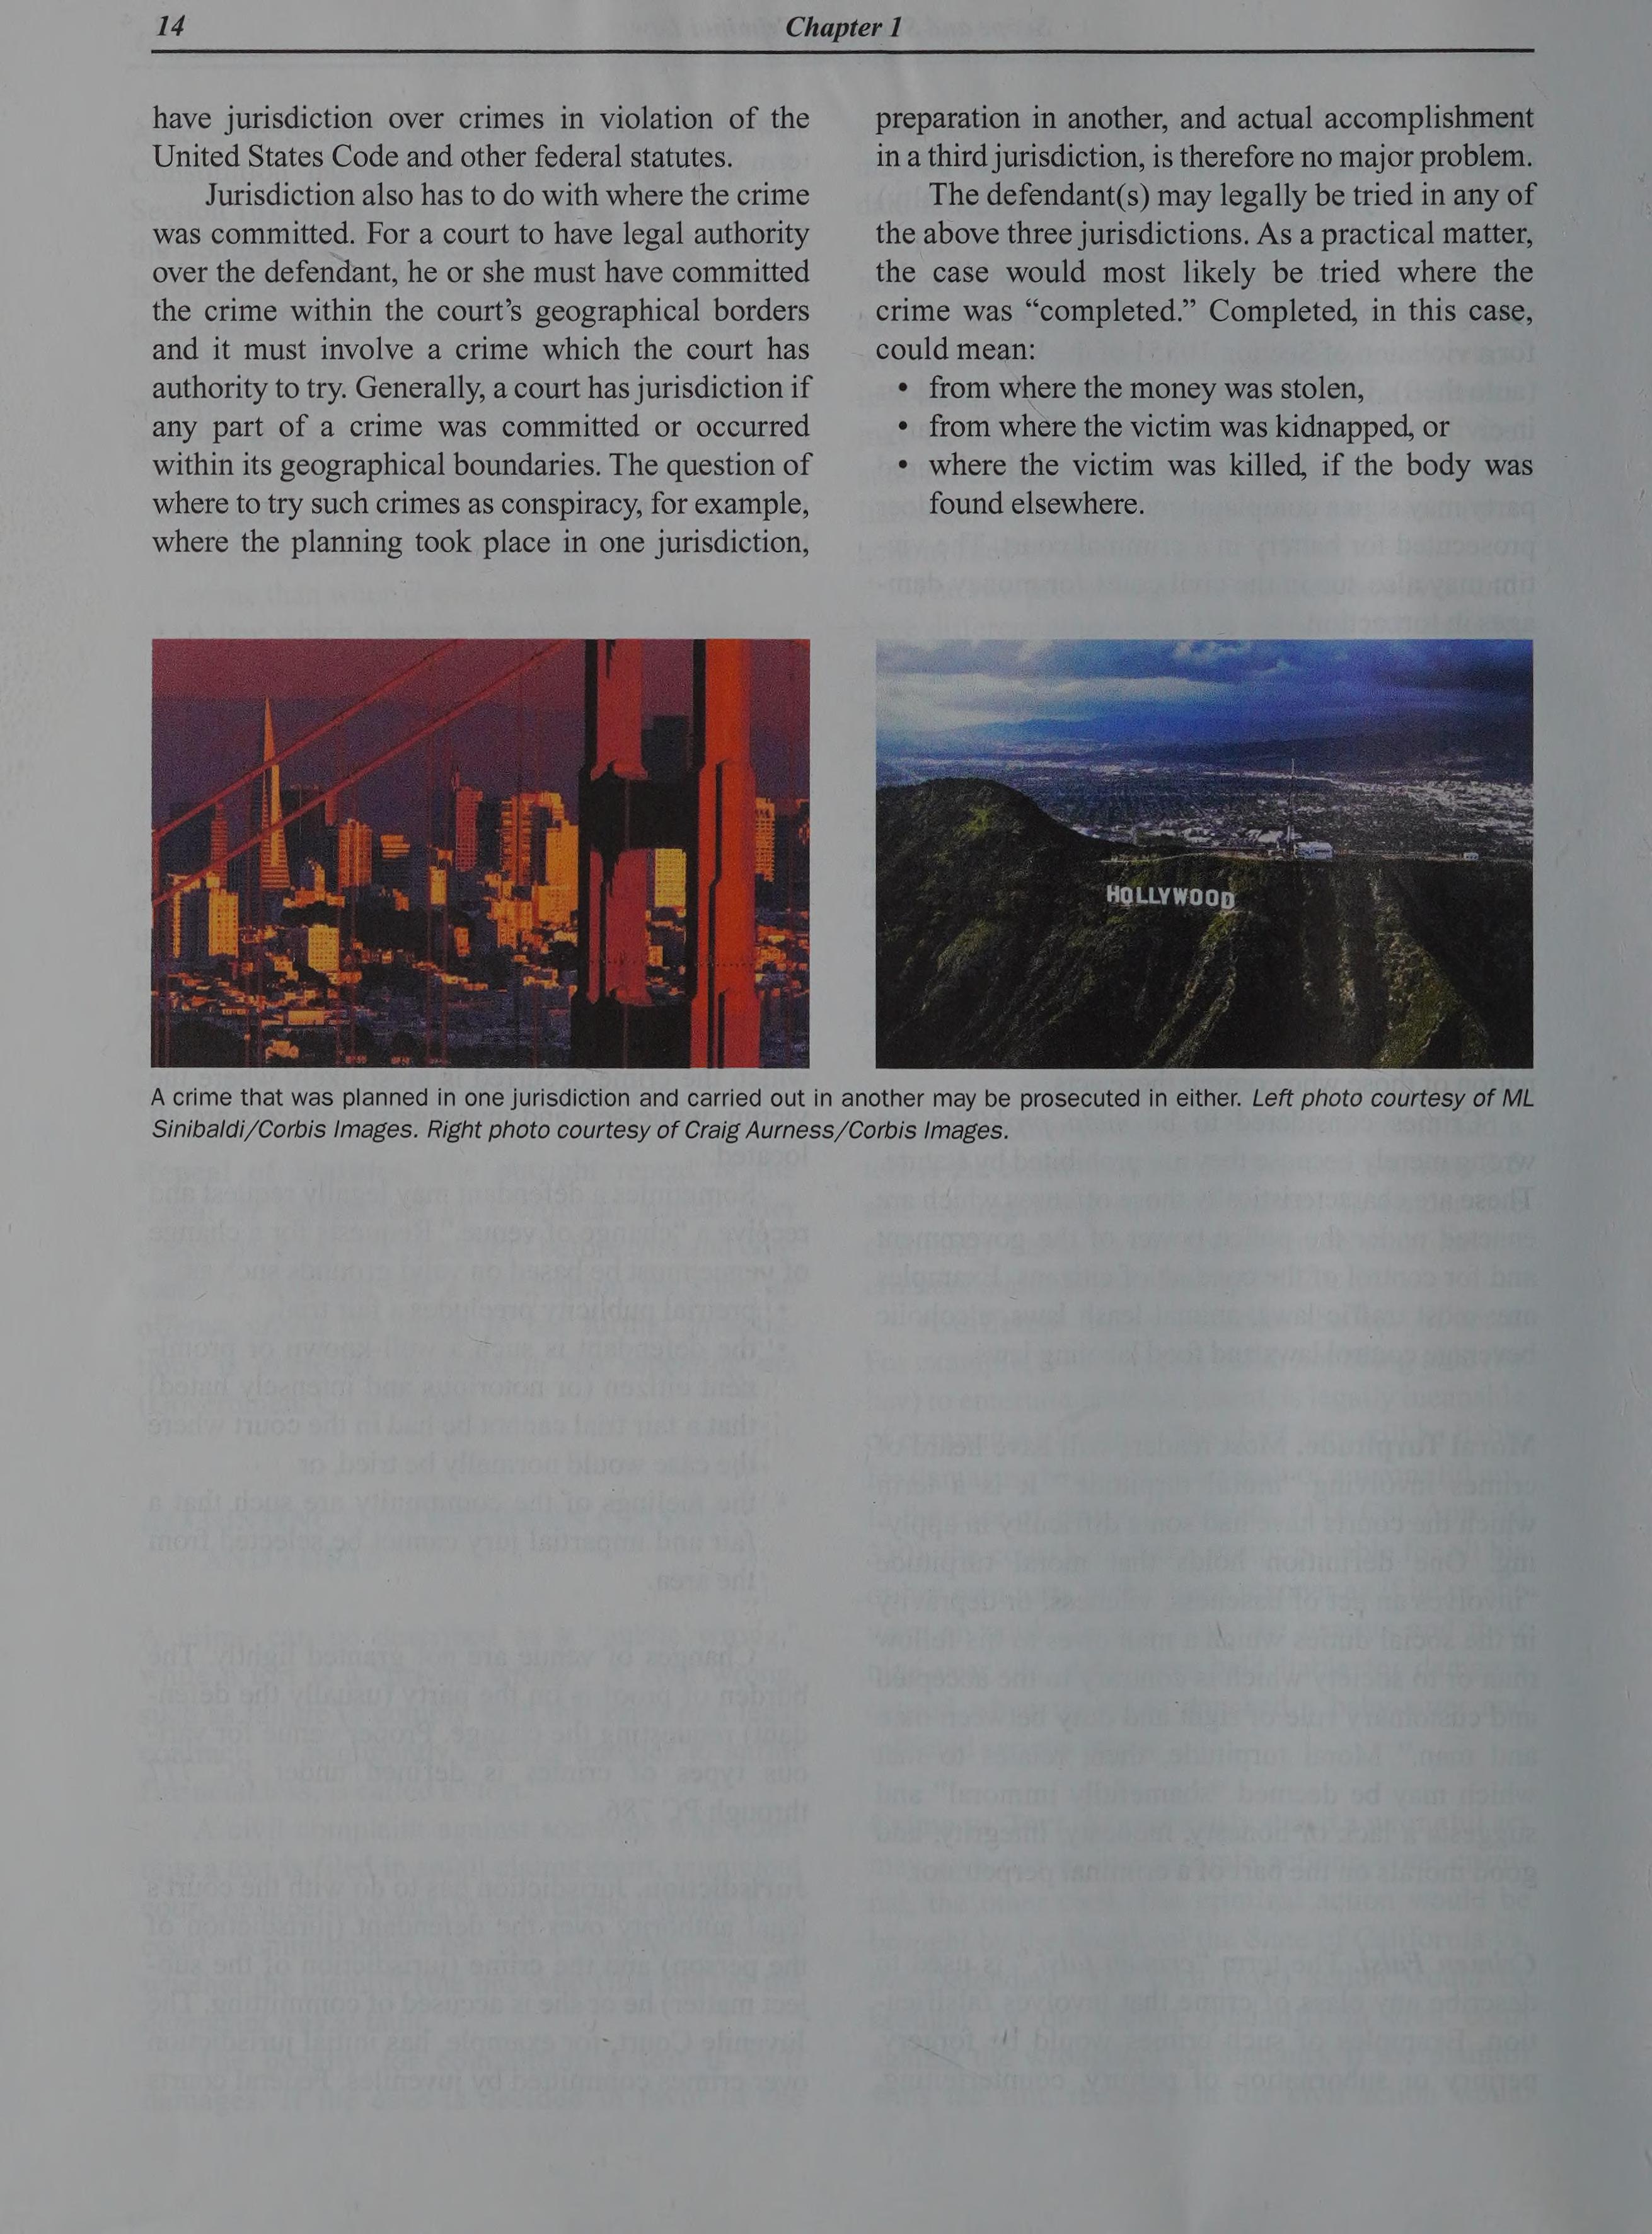 14
Chapter 1
have jurisdiction over crimes in violation of the
United States Code and other federal statutes.
Jurisdiction also has to do with where the crime
was committed. For a court to have legal authority
over the defendant, he or she must have committed
the crime within the court's geographical borders
and it must involve a crime which the court has
authority to try. Generally, a court has jurisdiction if
any part of a crime was committed or occurred
within its geographical boundaries. The question of
where to try such crimes as conspiracy, for example,
where the planning took place in one jurisdiction,
preparation in another, and actual accomplishment
in a third jurisdiction, is therefore no major problem.
The defendant(s) may legally be tried in any of
the above three jurisdictions. As a practical matter,
the case would most likely be tried where the
crime was “completed.” Completed, in this case,
could mean:
• from where the money was stolen,
• from where the victim was kidnapped, or
• where the victim was killed, if the body was
found elsewhere.
HOLLYWOOD
A crime that was planned in one jurisdiction and carried out in another may be prosecuted in either. Left photo courtesy of ML
Sinibaldi/Corbis Images. Right photo courtesy of Craig Aurness/Corbis Images.